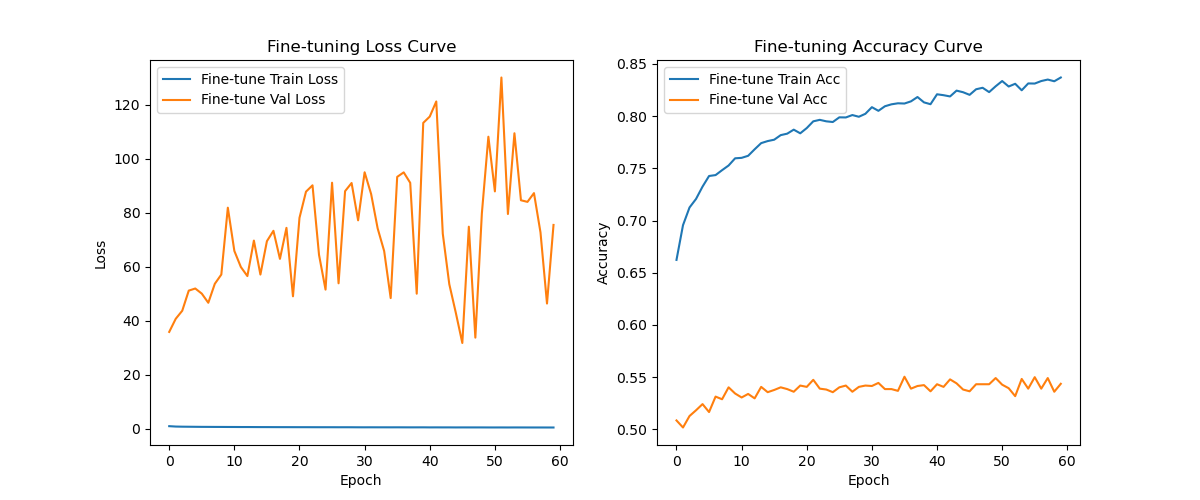 Fine-tuning Loss Curve
Fine-tune Train Loss
Fine-tune Val Loss
120
100
80
60
40
20
0
Loss
0 10 20 30 40 50 60
Epoch
Fine-tuning Accuracy Curve
Fine-tune Train Acc
Fine-tune Val Acc
0.85
0.80
0.75
0.70
0.65
0.60
0.55
0.50
Accuracy
0 10 20 30 40 50 60
Epoch